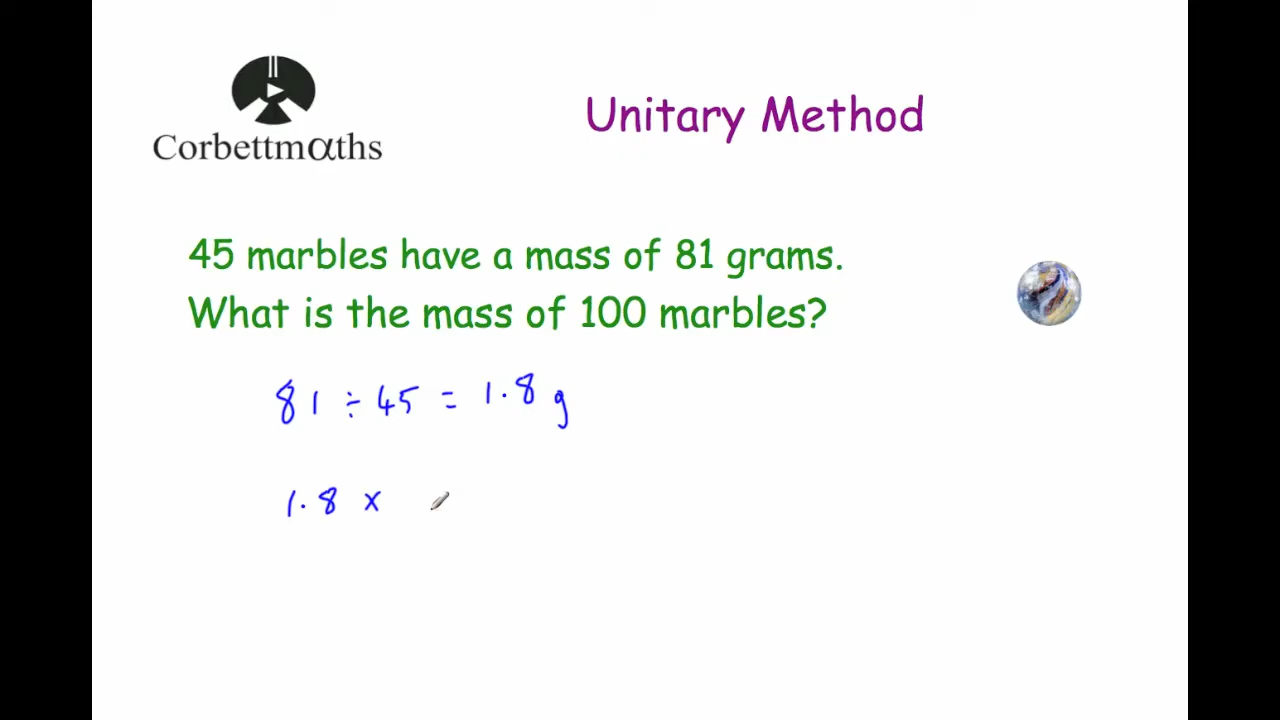 Corbettmαths
Unitary Method
45 marbles have a mass of 81 grams.
What is the mass of 100 marbles?
81 ÷ 45 = 1.8 g
1.8 x